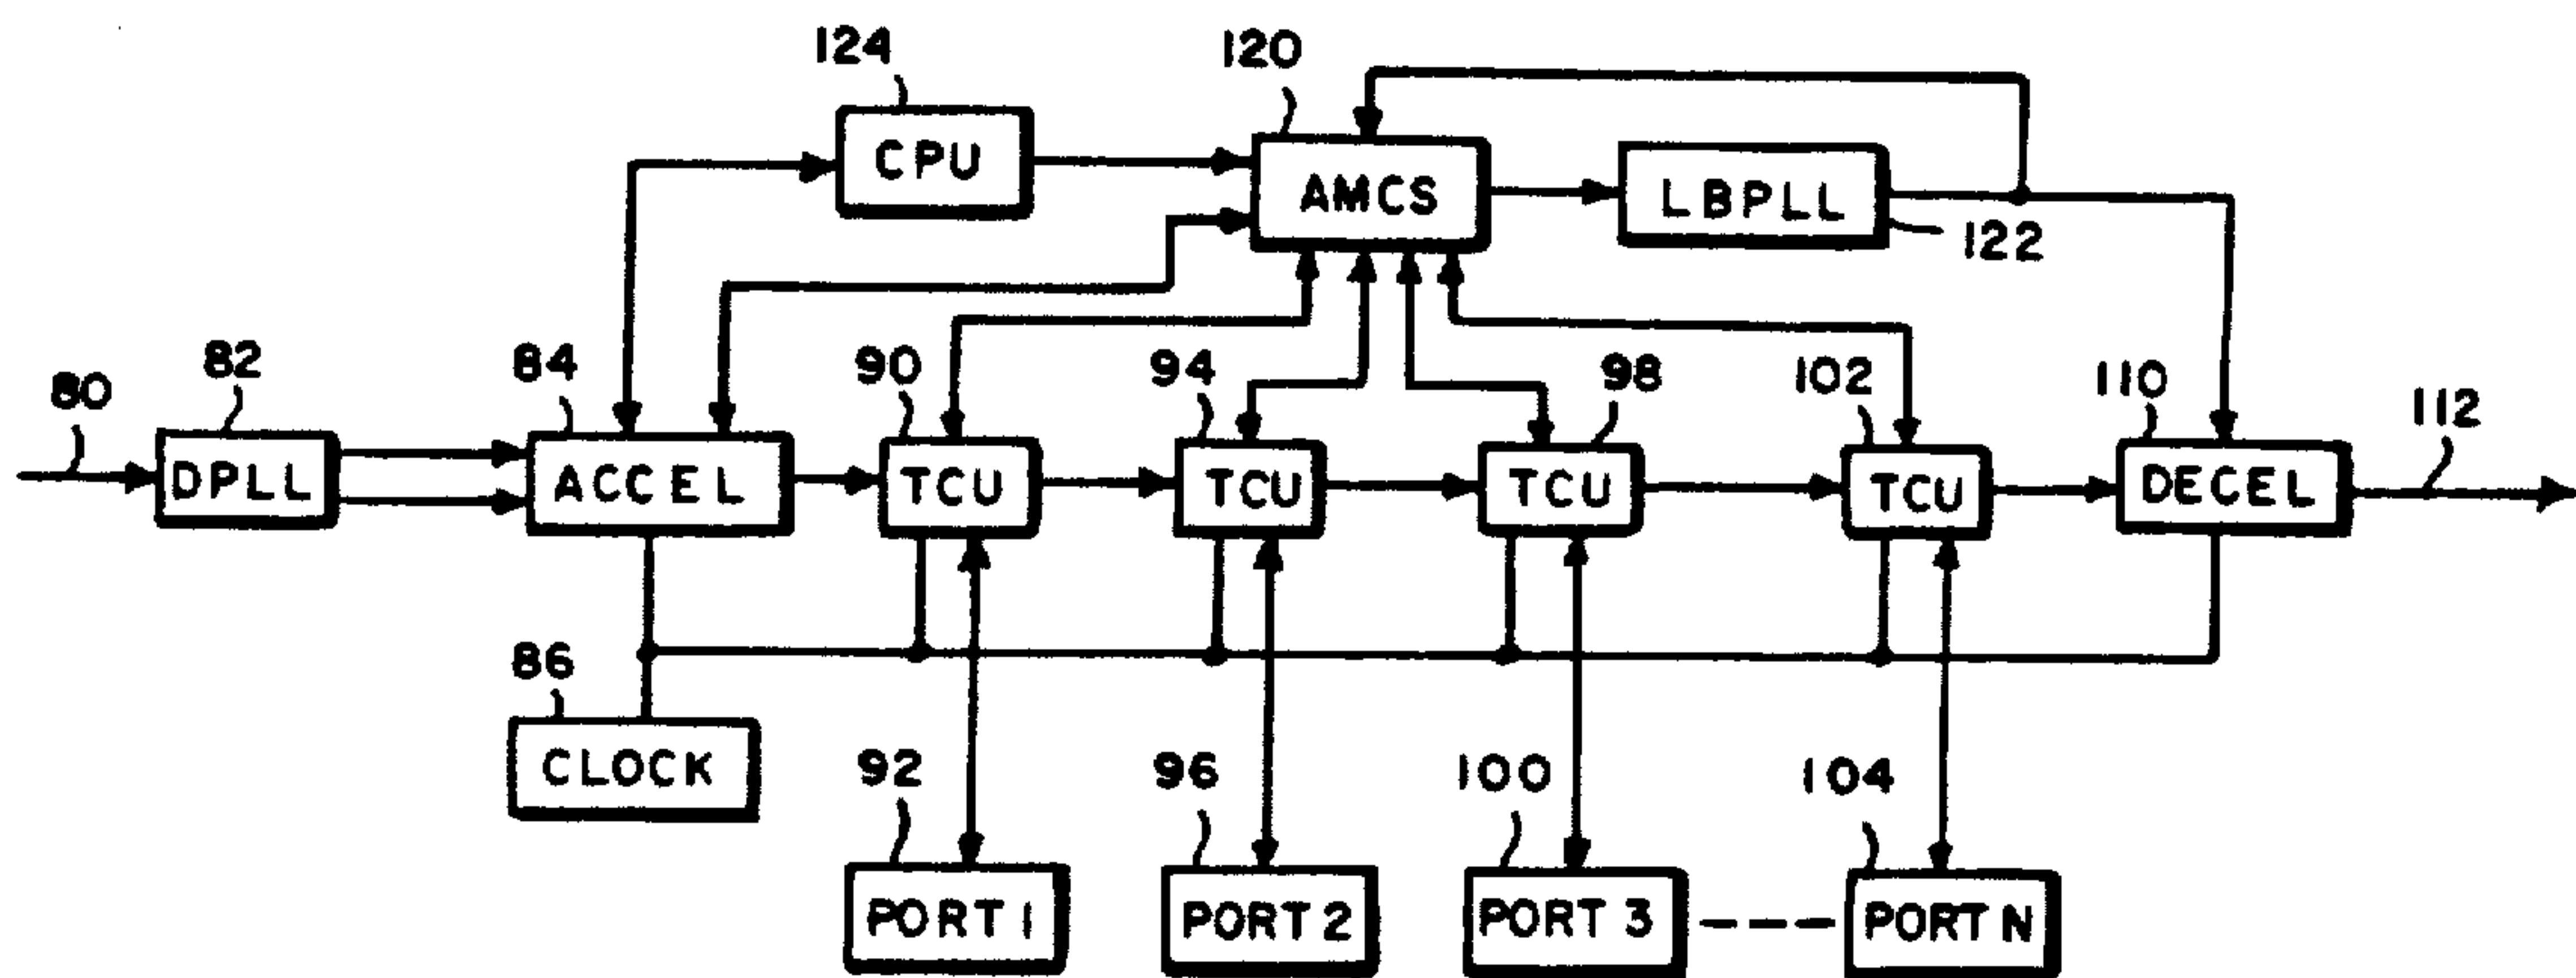 124
120
CPU
AMCS
LBPLL
122
80
82
84
90
94
98
102
110
112
DPLL
ACCEL
TCU
TCU
TCU
TCU
DECEL
86
CLOCK
92
96
100
104
PORT 1
PORT 2
PORT 3
PORT N